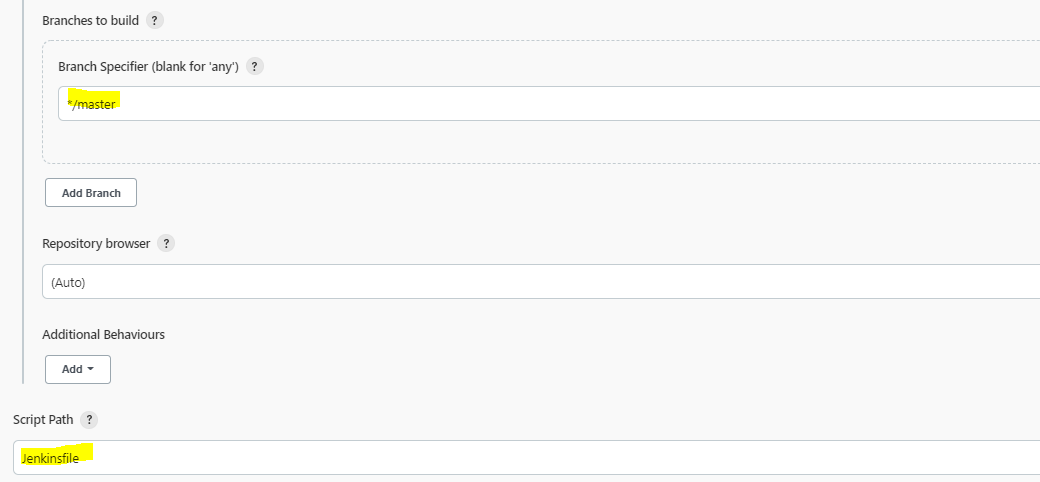 Branches to build ?
Branch Specifier (blank for 'any') ?
*/master
Add Branch
Repository browser ?
(Auto)
Additional Behaviours
Add
Script Path ?
Jenkinsfile